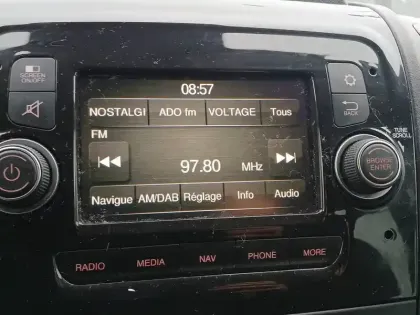 SCREEN
ON/OFF
08:57
NOSTALGI ADO fm VOLTAGE Tous
FM
BACK
TUNE
SCROLL
97.80 MHz
BROWSE
ENTER
Navigue AM/DAB Réglage Info Audio
RADIO MEDIA NAV PHONE MORE